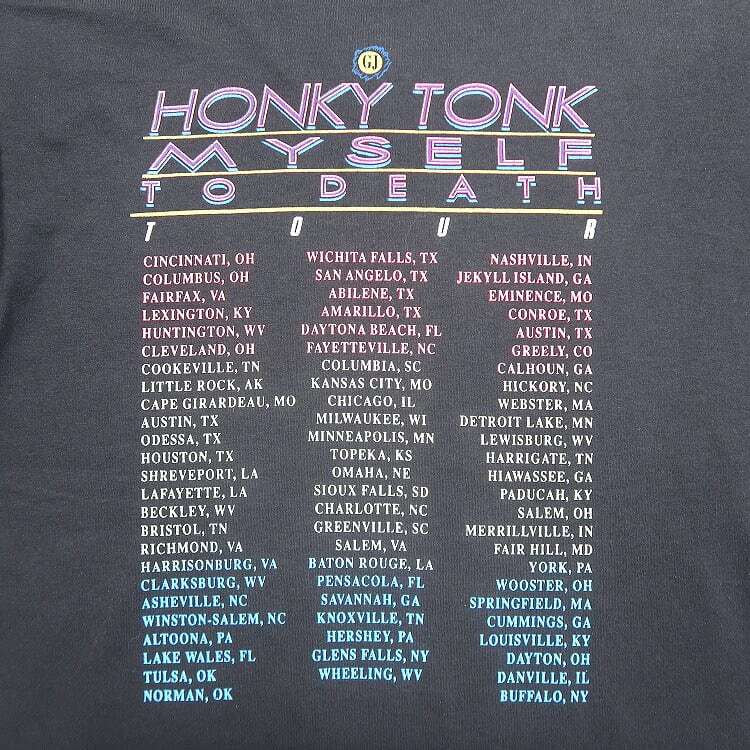 GJ
HONKY TONK
MYSELF
TO DEATH
TOUR
CINCINNATI, OH
COLUMBUS, OH
FAIRFAX, VA
LEXINGTON, KY
HUNTINGTON, WV
CLEVELAND, OH
COOKEVILLE, TN
LITTLE ROCK, AK
CAPE GIRARDEAU, MO
AUSTIN, TX
ODESSA, TX
HOUSTON, TX
SHREVEPORT, LA
LAFAYETTE, LA
BECKLEY, WV
BRISTOL, TN
RICHMOND, VA
HARRISONBURG, VA
CLARKSBURG, WV
ASHEVILLE, NC
WINSTON-SALEM, NC
ALTOONA, PA
LAKE WALES, FL
TULSA, OK
NORMAN, OK
WICHITA FALLS, TX
SAN ANGELO, TX
ABILENE, TX
AMARILLO, TX
DAYTONA BEACH, FL
FAYETTEVILLE, NC
COLUMBIA, SC
KANSAS CITY, MO
CHICAGO, IL
MILWAUKEE, WI
MINNEAPOLIS, MN
TOPEKA, KS
OMAHA, NE
SIOUX FALLS, SD
CHARLOTTE, NC
GREENVILLE, SC
SALEM, VA
BATON ROUGE, LA
PENSACOLA, FL
SAVANNAH, GA
KNOXVILLE, TN
HERSHEY, PA
GLENS FALLS, NY
WHEELING, WV
NASHVILLE, IN
JEKYLL ISLAND, GA
EMINENCE, MO
CONROE, TX
AUSTIN, TX
GREELY, CO
CALHOUN, GA
HICKORY, NC
WEBSTER, MA
DETROIT LAKE, MN
LEWISBURG, WV
HARRIGATE, TN
HIAWASSEE, GA
PADUCAH, KY
SALEM, OH
MERRILLVILLE, IN
FAIR HILL, MD
YORK, PA
WOOSTER, OH
SPRINGFIELD, MA
CUMMINGS, GA
LOUISVILLE, KY
DAYTON, OH
DANVILLE, IL
BUFFALO, NY